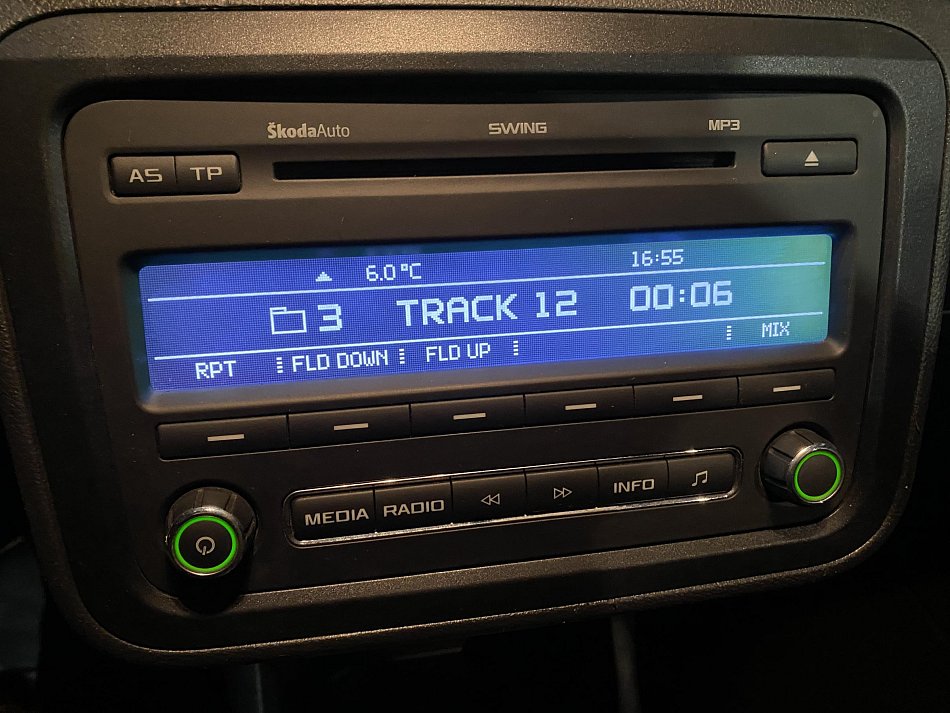 ŠkodaAuto SWING MP3
AS TP
6.0°C 16:55
3 TRACK 12 00:06
RPT FLD DOWN FLD UP MIX
MEDIA RADIO INFO